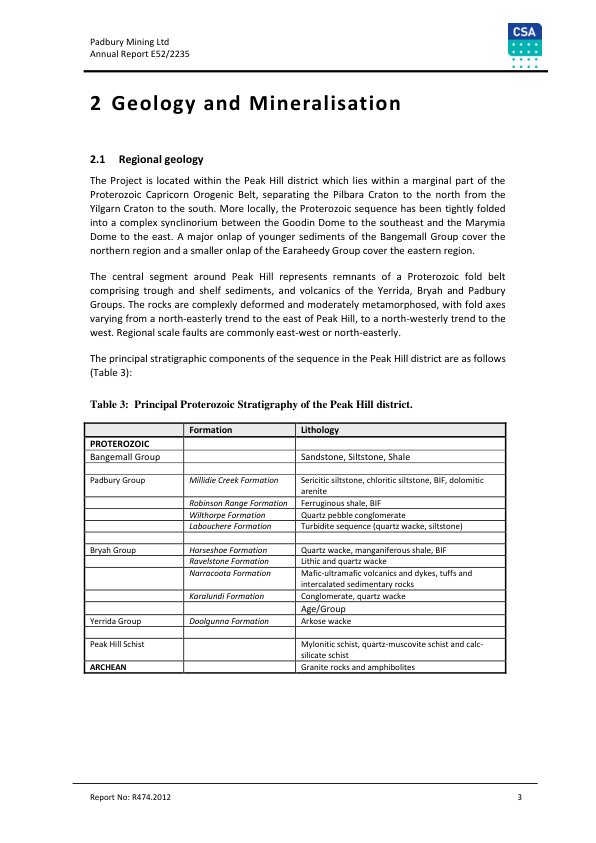 Padbury Mining Ltd
Annual Report E52/2235
CSA
2 Geology and Mineralisation
2.1 Regional geology
The Project is located within the Peak Hill district which lies within a marginal part of the
Proterozoic Capricorn Orogenic Belt, separating the Pilbara Craton to the north from the
Yilgarn Craton to the south. More locally, the Proterozoic sequence has been tightly folded
into a complex synclinorium between the Goodin Dome to the southeast and the Marymia
Dome to the east. A major onlap of younger sediments of the Bangemall Group cover the
northern region and a smaller onlap of the Earaheedy Group cover the eastern region.
The central segment around Peak Hill represents remnants of a Proterozoic fold belt
comprising trough and shelf sediments, and volcanics of the Yerrida, Bryah and Padbury
Groups. The rocks are complexly deformed and moderately metamorphosed, with fold axes
varying from a north-easterly trend to the east of Peak Hill, to a north-westerly trend to the
west. Regional scale faults are commonly east-west or north-easterly.
The principal stratigraphic components of the sequence in the Peak Hill district are as follows
(Table 3):
Table 3: Principal Proterozoic Stratigraphy of the Peak Hill district.
Formation Lithology
PROTEROZOIC
Bangemall Group Sandstone, Siltstone, Shale
Padbury Group Millidie Creek Formation Sericitic siltstone, chloritic siltstone, BIF, dolomitic
arenite
Robinson Range Formation Ferruginous shale, BIF
Wilthorpe Formation Quartz pebble conglomerate
Labouchere Formation Turbidite sequence (quartz wacke, siltstone)
Bryah Group Horseshoe Formation Quartz wacke, manganiferous shale, BIF
Ravelstone Formation Lithic and quartz wacke
Narracoota Formation Mafic-ultramafic volcanics and dykes, tuffs and
intercalated sedimentary rocks
Karalundi Formation Conglomerate, quartz wacke
Age/Group
Yerrida Group Doolgunna Formation Arkose wacke
Peak Hill Schist Mylonitic schist, quartz-muscovite schist and calc-
silicate schist
ARCHEAN Granite rocks and amphibolites
Report No: R474.2012 3